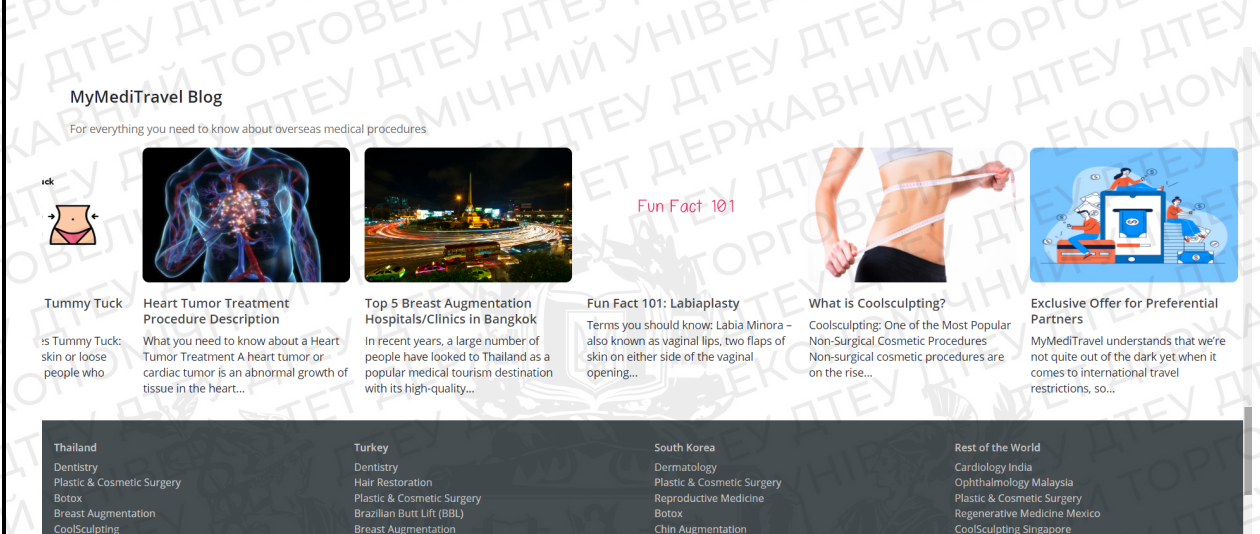 MyMediTravel Blog
For everything you need to know about overseas medical procedures
uck
Tummy Tuck
s Tummy Tuck:
skin or loose
people who
Heart Tumor Treatment
Procedure Description
What you need to know about a Heart
Tumor Treatment A heart tumor or
cardiac tumor is an abnormal growth of
tissue in the heart...
Top 5 Breast Augmentation
Hospitals/Clinics in Bangkok
In recent years, a large number of
people have looked to Thailand as a
popular medical tourism destination
with its high-quality...
Fun Fact 101
Fun Fact 101: Labiaplasty
Terms you should know: Labia Minora –
also known as vaginal lips, two flaps of
skin on either side of the vaginal
opening...
What is Coolsculpting?
Coolsculpting: One of the Most Popular
Non-Surgical Cosmetic Procedures
Non-surgical cosmetic procedures are
on the rise...
Exclusive Offer for Preferential
Partners
MyMediTravel understands that we're
not quite out of the dark yet when it
comes to international travel
restrictions, so...
Thailand
Dentistry
Plastic & Cosmetic Surgery
Botox
Breast Augmentation
CoolSculpting
Turkey
Dentistry
Hair Restoration
Plastic & Cosmetic Surgery
Brazilian Butt Lift (BBL)
Breast Augmentation
South Korea
Dermatology
Plastic & Cosmetic Surgery
Reproductive Medicine
Botox
Chin Augmentation
Rest of the World
Cardiology India
Ophthalmology Malaysia
Plastic & Cosmetic Surgery
Regenerative Medicine Mexico
CoolSculpting Singapore